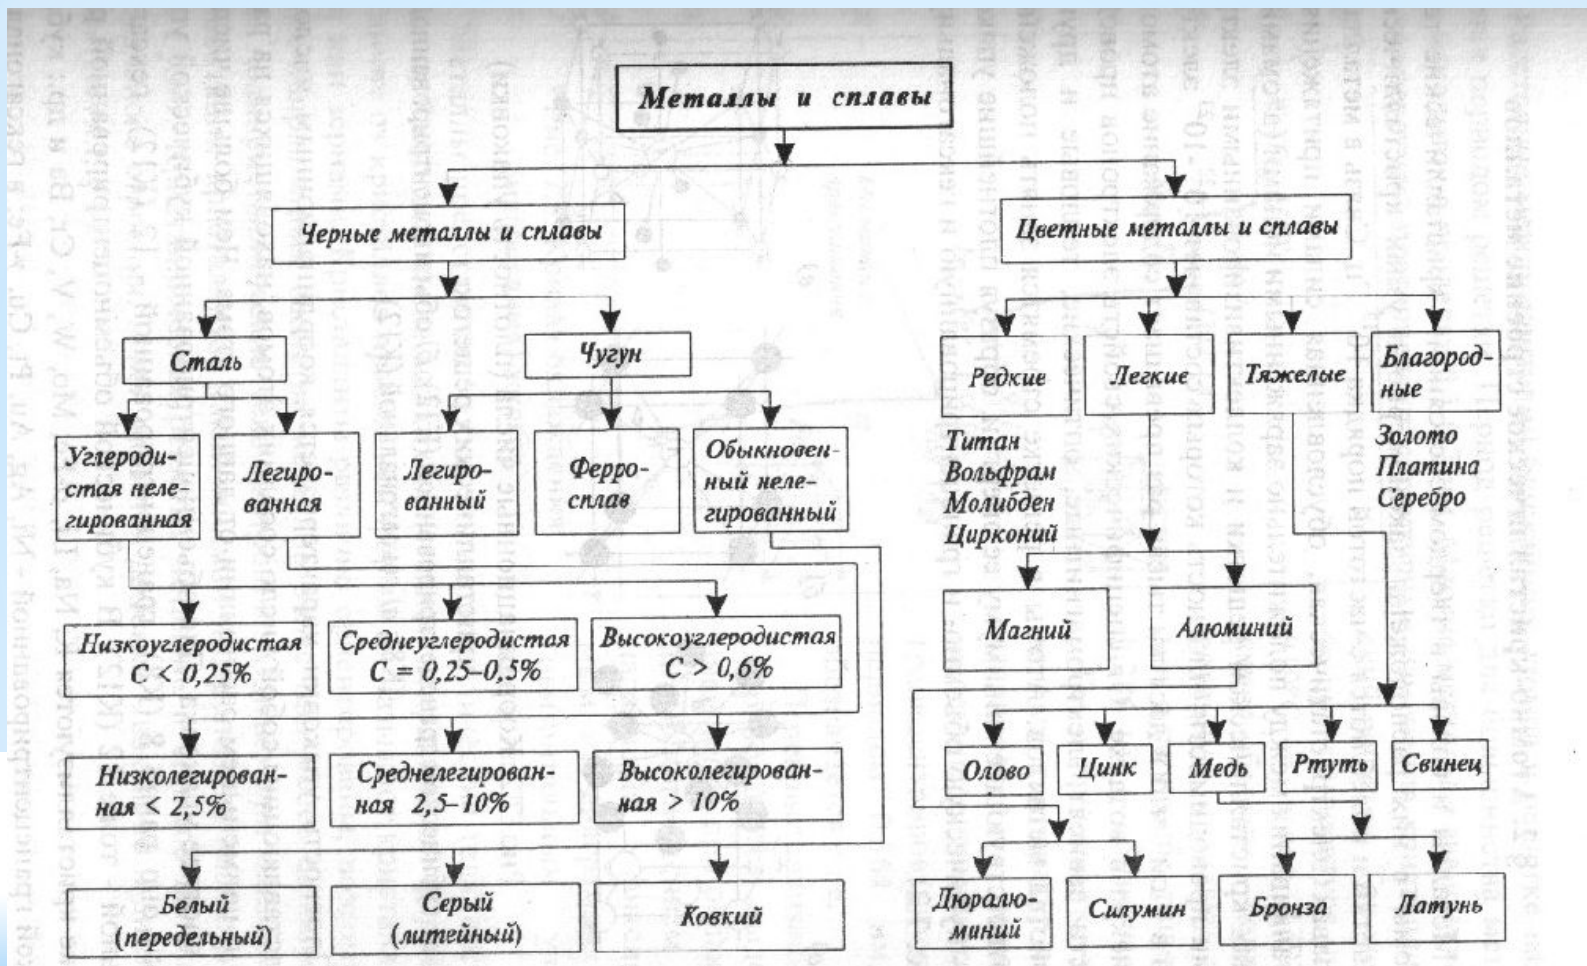 Металлы и сплавы
Черные металлы и сплавы
Цветные металлы и сплавы
Сталь
Чугун
Редкие
Легкие
Тяжелые
Благород-
ные
Титан
Вольфрам
Молибден
Цирконий
Золото
Платина
Серебро
Углероди-
стая неле-
гированная
Легиро-
ванная
Легиро-
ванный
Ферро-
сплав
Обыкновен-
ный неле-
гированный
Низкоуглеродистая
С < 0,25%
Среднеуглеродистая
С = 0,25–0,5%
Высокоуглеродистая
С > 0,6%
Магний
Алюминий
Низколегирован-
ная < 2,5%
Среднелегирован-
ная 2,5–10%
Высоколегирован-
ная > 10%
Олово
Цинк
Медь
Ртуть
Свинец
Белый
(передельный)
Серый
(литейный)
Ковкий
Дюралю-
миний
Силумин
Бронза
Латунь